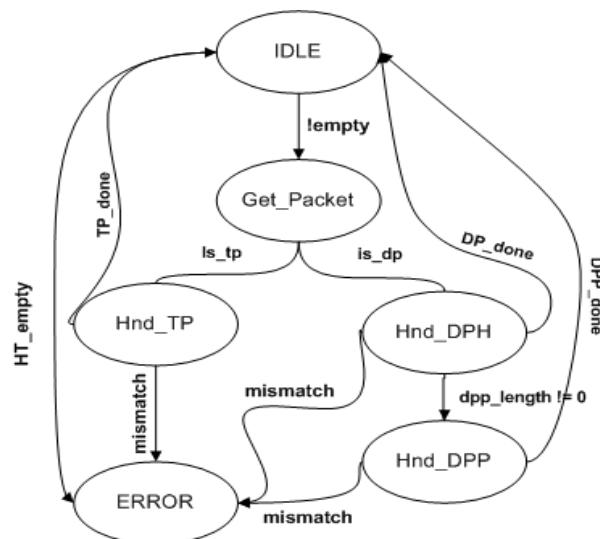 IDLE
!empty
Get_Packet
Is_tp
is_dp
TP_done
DP_done
DPP_done
HT_empty
Hnd_TP
Hnd_DPH
mismatch
mismatch
dpp_length != 0
Hnd_DPP
ERROR
mismatch